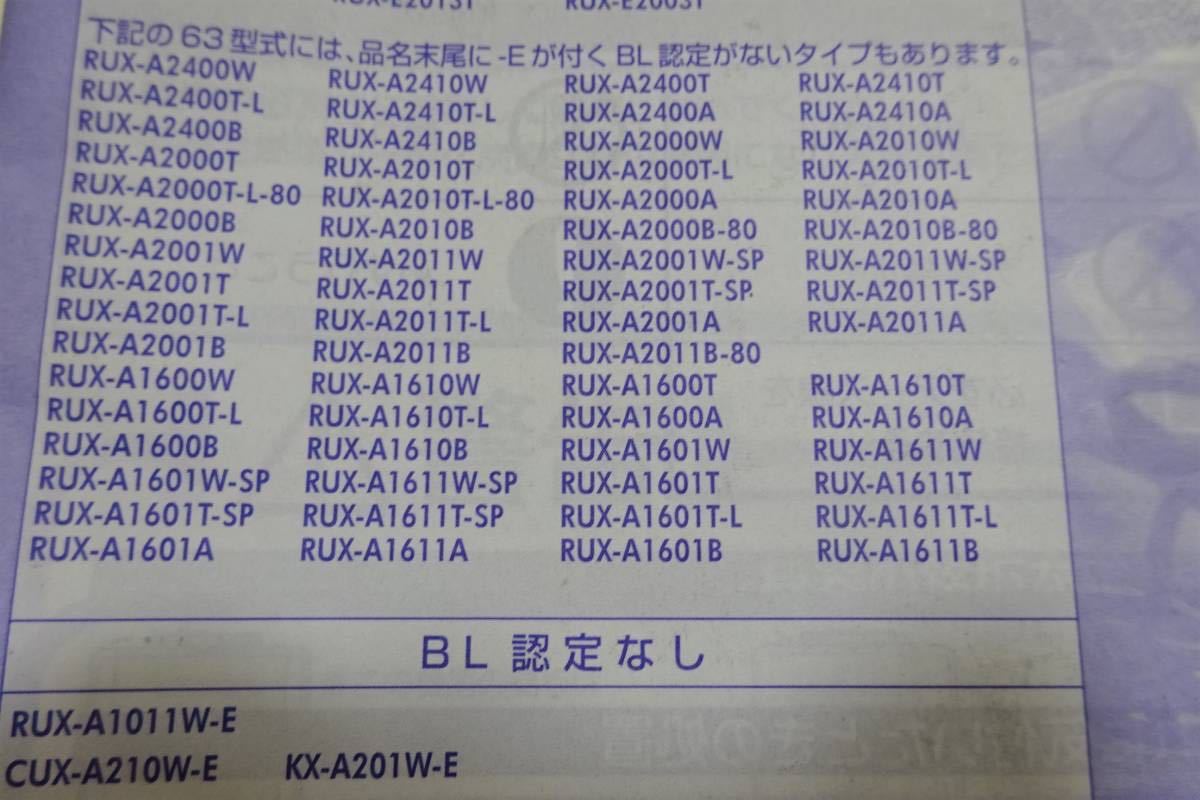 RUX-E2013T RUX-E2003T
下記の63型式には、品名末尾に-Eが付くBL認定がないタイプもあります。
RUX-A2400W RUX-A2410W RUX-A2400T RUX-A2410T
RUX-A2400T-L RUX-A2410T-L RUX-A2400A RUX-A2410A
RUX-A2400B RUX-A2410B RUX-A2000W RUX-A2010W
RUX-A2000T RUX-A2010T RUX-A2000T-L RUX-A2010T-L
RUX-A2000T-L-80 RUX-A2010T-L-80 RUX-A2000A RUX-A2010A
RUX-A2000B RUX-A2010B RUX-A2000B-80 RUX-A2010B-80
RUX-A2001W RUX-A2011W RUX-A2001W-SP RUX-A2011W-SP
RUX-A2001T RUX-A2011T RUX-A2001T-SP RUX-A2011T-SP
RUX-A2001T-L RUX-A2011T-L RUX-A2001A RUX-A2011A
RUX-A2001B RUX-A2011B RUX-A2011B-80
RUX-A1600W RUX-A1610W RUX-A1600T RUX-A1610T
RUX-A1600T-L RUX-A1610T-L RUX-A1600A RUX-A1610A
RUX-A1600B RUX-A1610B RUX-A1601W RUX-A1611W
RUX-A1601W-SP RUX-A1611W-SP RUX-A1601T RUX-A1611T
RUX-A1601T-SP RUX-A1611T-SP RUX-A1601T-L RUX-A1611T-L
RUX-A1601A RUX-A1611A RUX-A1601B RUX-A1611B
BL認定なし
RUX-A1011W-E
CUX-A210W-E KX-A201W-E